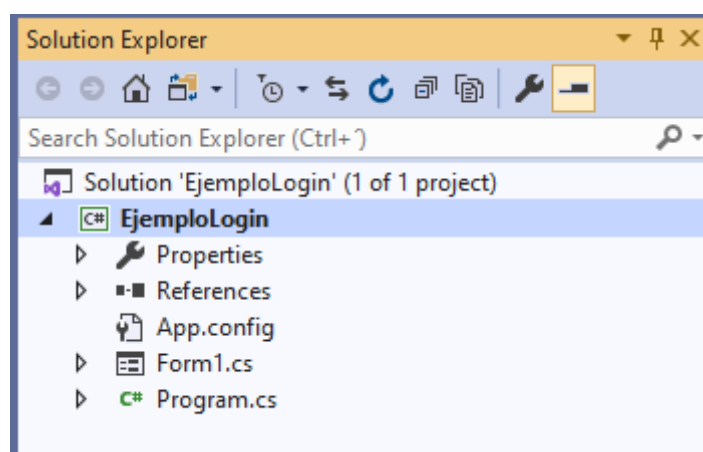 Solution Explorer
Search Solution Explorer (Ctrl+´)
Solution 'EjemploLogin' (1 of 1 project)
C# EjemploLogin
Properties
References
App.config
Form1.cs
C# Program.cs